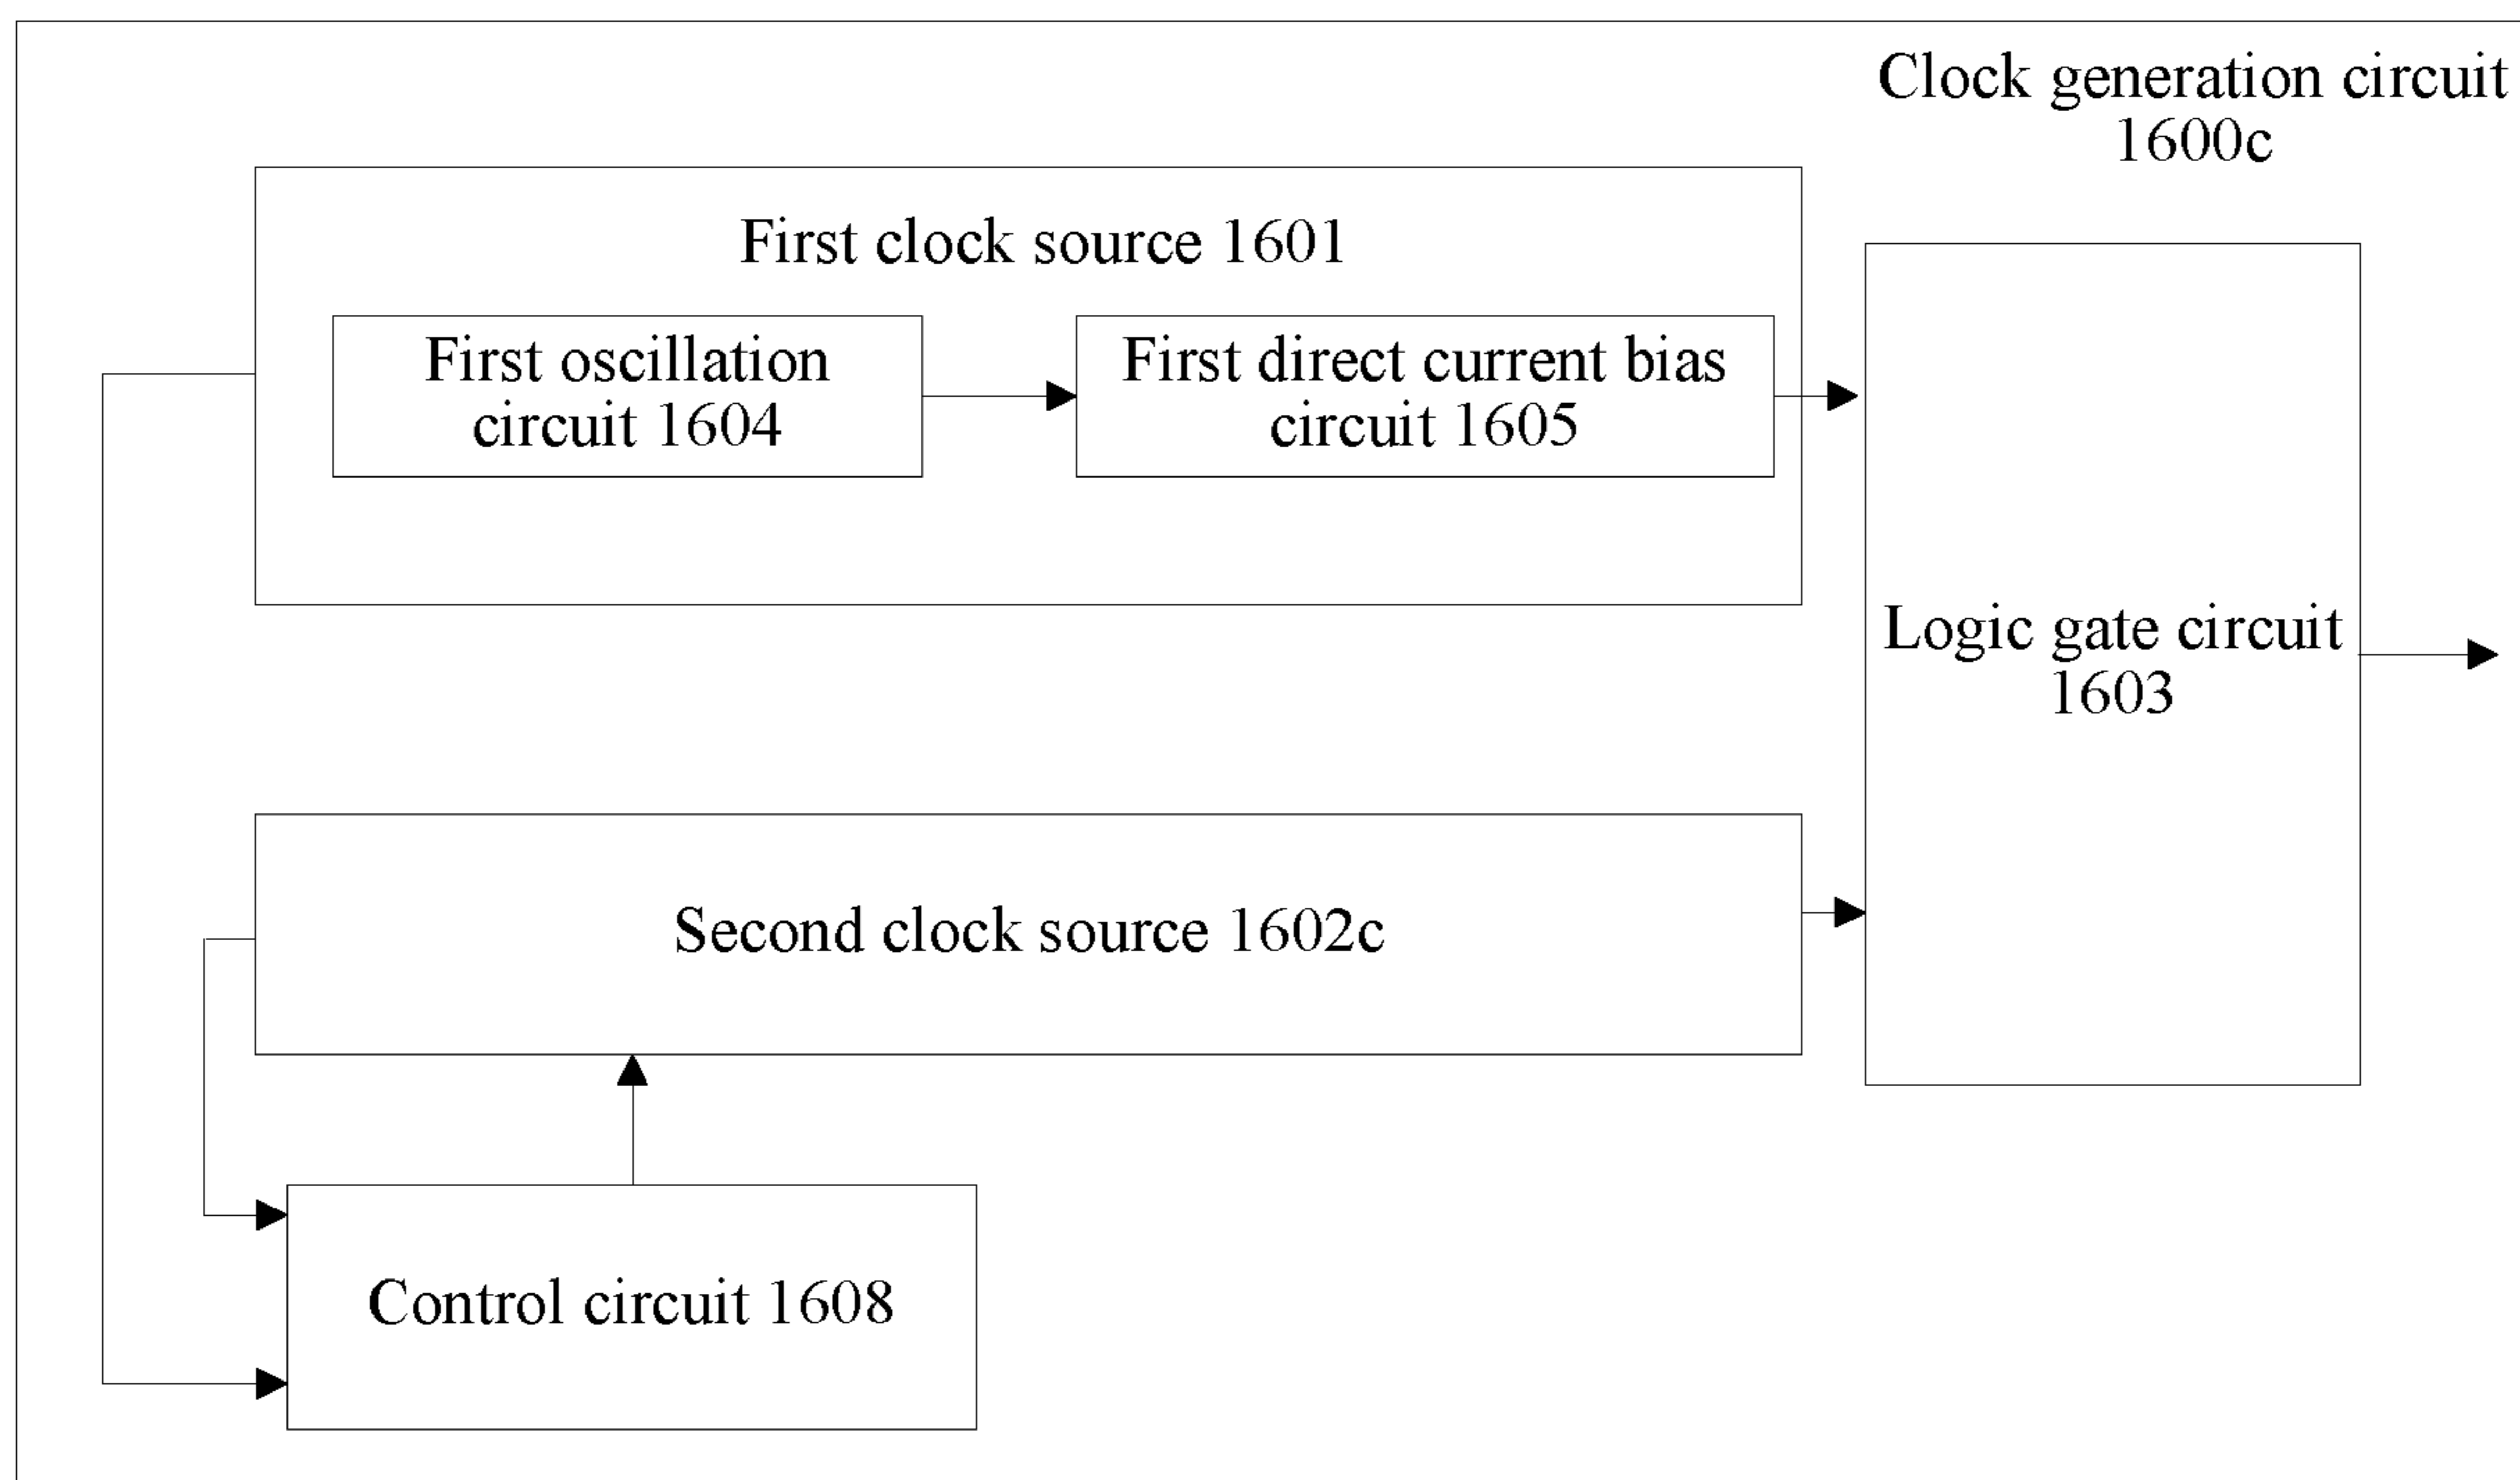 Clock generation circuit
1600c
First clock source 1601
First oscillation
circuit 1604
First direct current bias
circuit 1605
Logic gate circuit
1603
Second clock source 1602c
Control circuit 1608